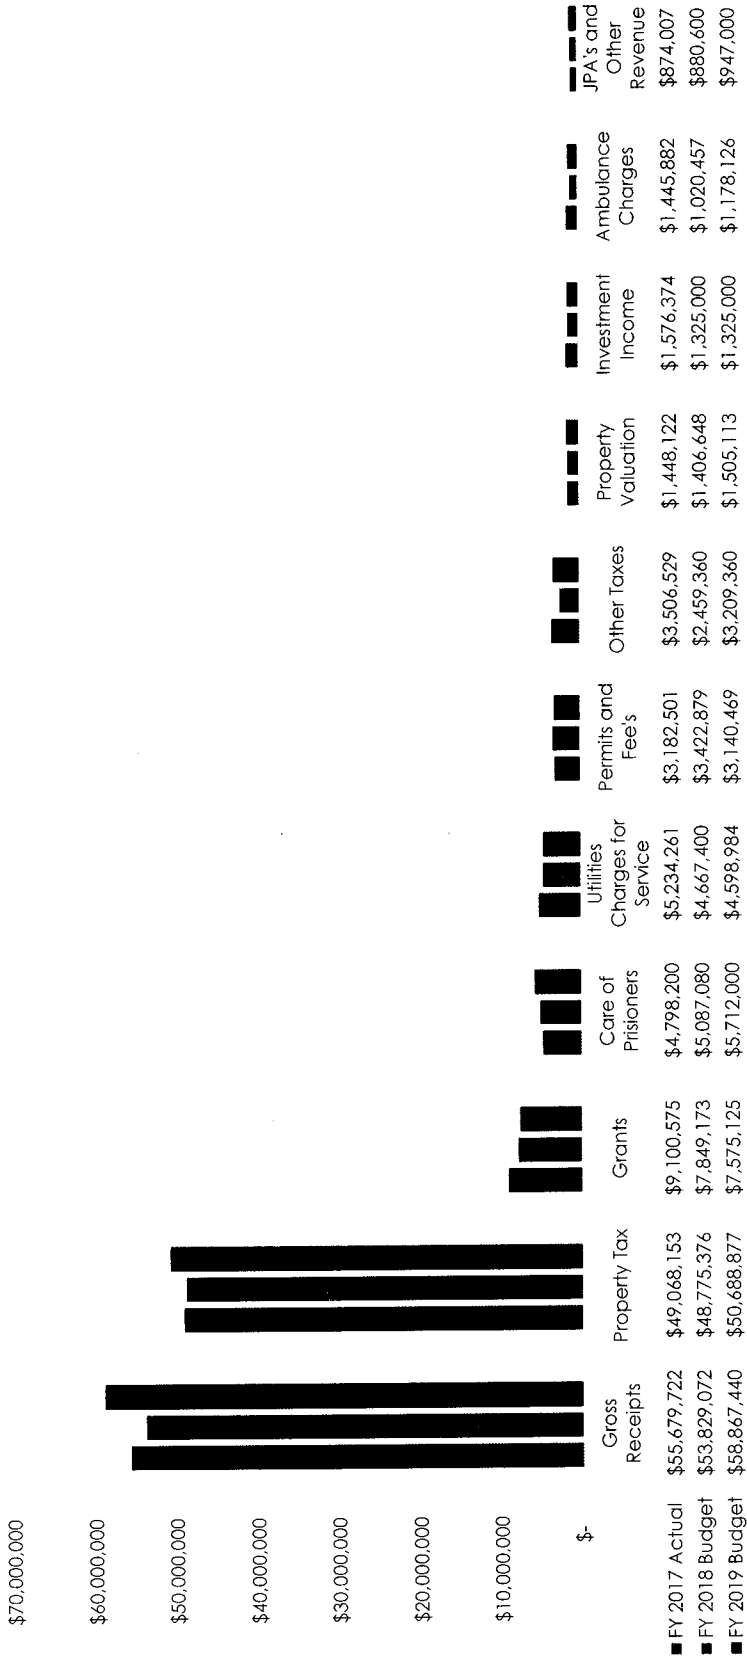 $70,000,000
$60,000,000
$50,000,000
$40,000,000
$30,000,000
$20,000,000
$10,000,000
$-
Gross Receipts
Property Tax
Grants
Care of Prisioners
Utilities Charges for Service
Permits and Fee's
Other Taxes
Property Valuation
Investment Income
Ambulance Charges
JPA's and Other Revenue
FY 2017 Actual $55,679,722 $49,068,153 $9,100,575 $4,798,200 $5,234,261 $3,182,501 $3,506,529 $1,448,122 $1,576,374 $1,445,882 $874,007
FY 2018 Budget $53,829,072 $48,775,376 $7,849,173 $5,087,080 $4,667,400 $3,422,879 $2,459,360 $1,406,648 $1,325,000 $1,020,457 $880,600
FY 2019 Budget $58,867,440 $50,688,877 $7,575,125 $5,712,000 $4,598,984 $3,140,469 $3,209,360 $1,505,113 $1,325,000 $1,178,126 $947,000